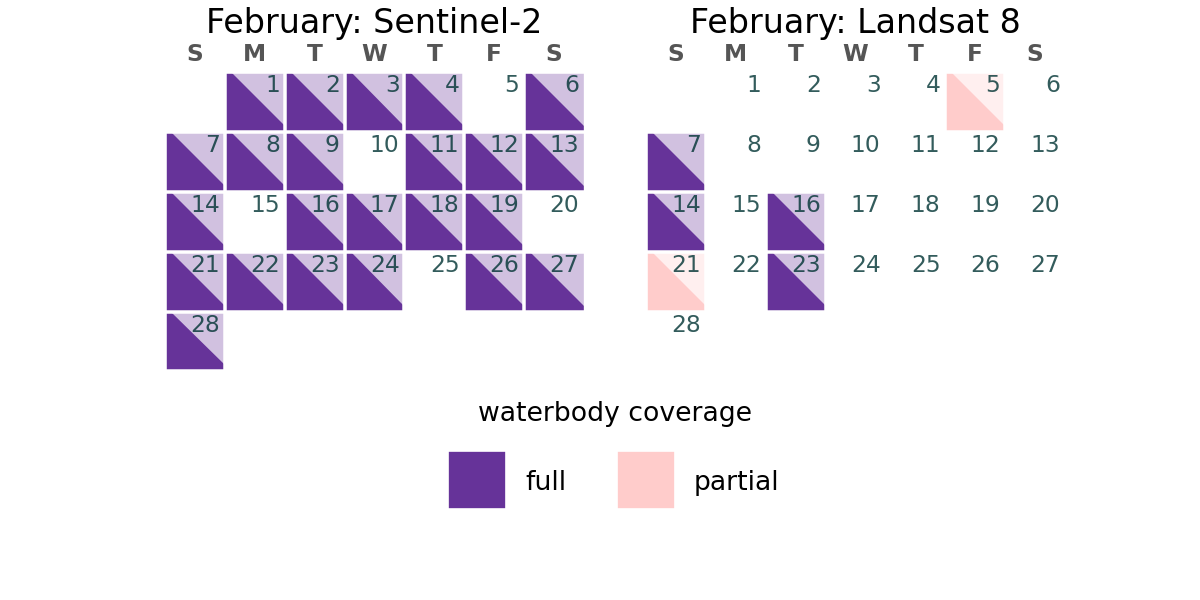 February: Sentinel-2
S M T W T F S
1 2 3 4 5 6
7 8 9 10 11 12 13
14 15 16 17 18 19 20
21 22 23 24 25 26 27
28
February: Landsat 8
S M T W T F S
1 2 3 4 5 6
7 8 9 10 11 12 13
14 15 16 17 18 19 20
21 22 23 24 25 26 27
28
waterbody coverage
full
partial